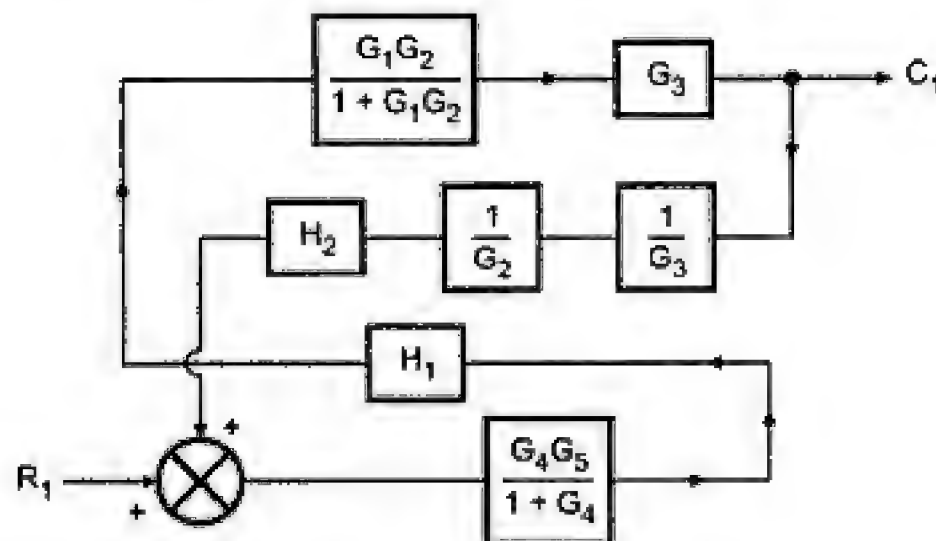 G₁G₂
1 + G₁G₂
G₃
C₁
H₂
1
G₂
1
G₃
H₁
+
R₁
+
G₄G₅
1 + G₄